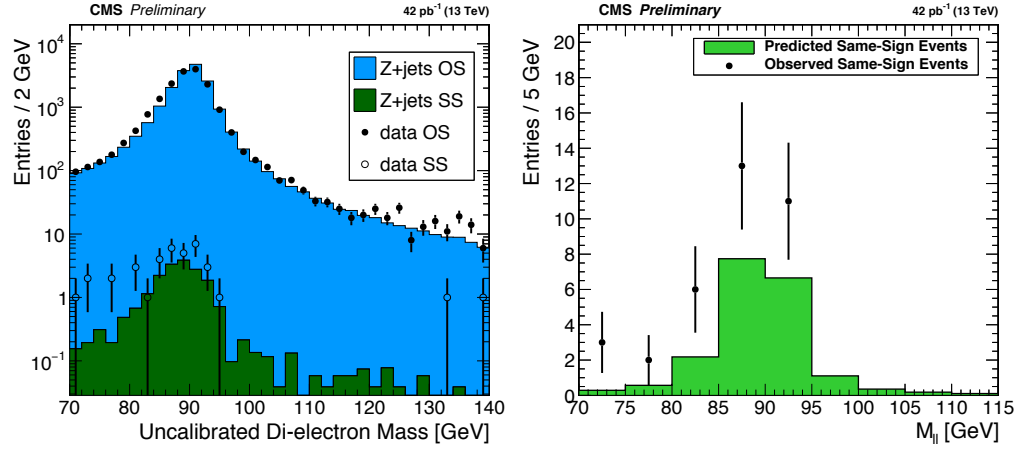 CMS Preliminary
42 pb⁻¹ (13 TeV)
Entries / 2 GeV
10⁴
10³
10²
10
1
10⁻¹
Z+jets OS
Z+jets SS
data OS
data SS
70 80 90 100 110 120 130 140
Uncalibrated Di-electron Mass [GeV]
CMS Preliminary
42 pb⁻¹ (13 TeV)
Entries / 5 GeV
20
18
16
14
12
10
8
6
4
2
0
Predicted Same-Sign Events
Observed Same-Sign Events
70 75 80 85 90 95 100 105 110 115
M_ll [GeV]